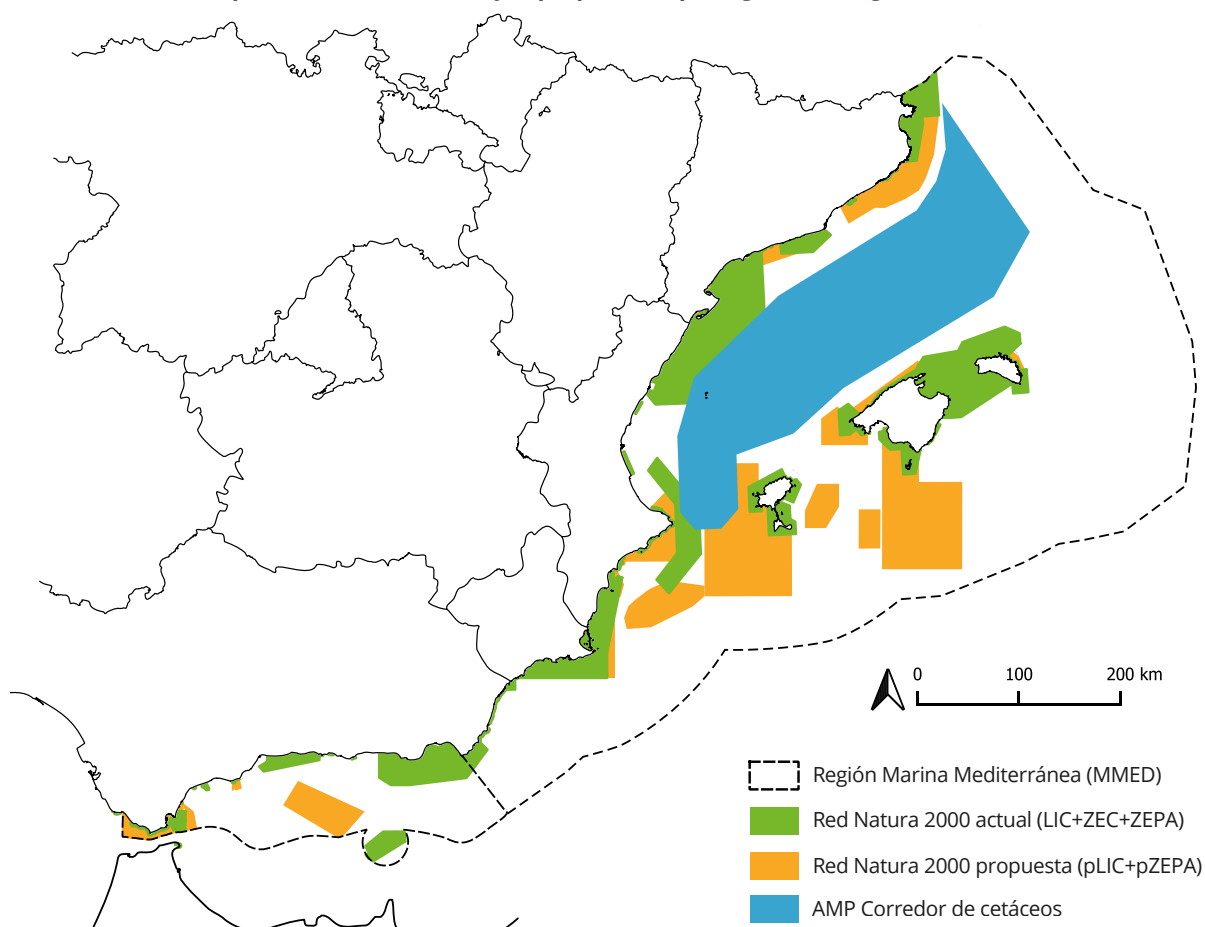 0 100 200 km
Región Marina Mediterránea (MMED)
Red Natura 2000 actual (LIC+ZEC+ZEPA)
Red Natura 2000 propuesta (pLIC+pZEPA)
AMP Corredor de cetáceos